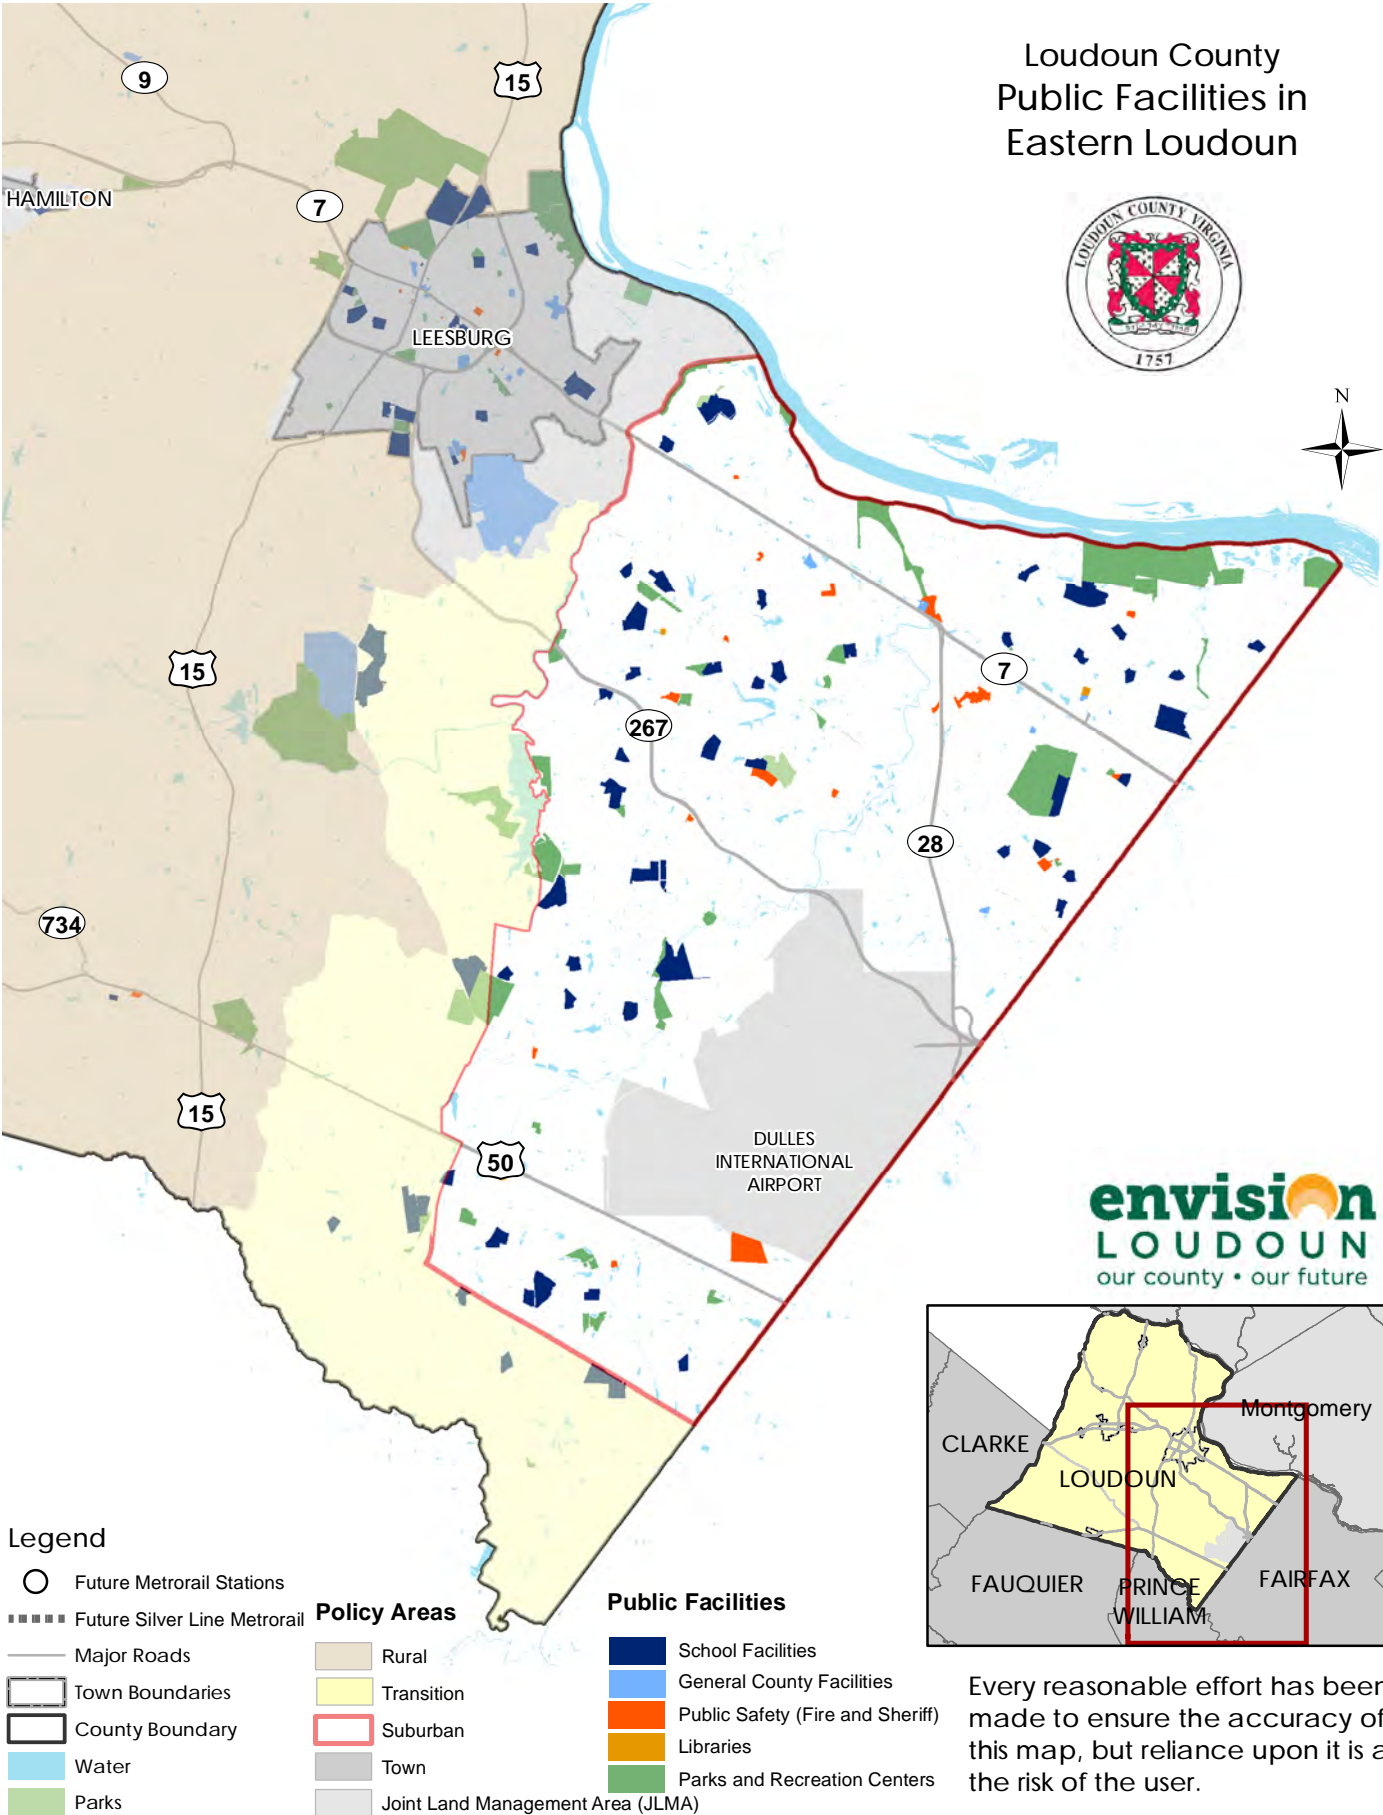 Loudoun County
Public Facilities in
Eastern Loudoun
LOUDOUN COUNTY VIRGINIA
1757
N
9
15
HAMILTON
7
LEESBURG
15
7
267
28
734
15
50
DULLES
INTERNATIONAL
AIRPORT
envision
LOUDOUN
our county • our future
Montgomery
CLARKE
LOUDOUN
FAUQUIER
PRINCE
WILLIAM
FAIRFAX
Legend
Future Metrorail Stations
Future Silver Line Metrorail
Major Roads
Town Boundaries
County Boundary
Water
Parks
Policy Areas
Rural
Transition
Suburban
Town
Joint Land Management Area (JLMA)
Public Facilities
School Facilities
General County Facilities
Public Safety (Fire and Sheriff)
Libraries
Parks and Recreation Centers
Every reasonable effort has been
made to ensure the accuracy of
this map, but reliance upon it is a
the risk of the user.